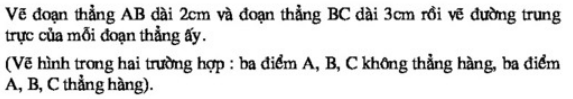 Vẽ đoạn thẳng AB dài 2cm và đoạn thẳng BC dài 3cm rồi vẽ đường trung
trực của mỗi đoạn thẳng ấy.
(Vẽ hình trong hai trường hợp : ba điểm A, B, C không thẳng hàng, ba điểm
A, B, C thẳng hàng).